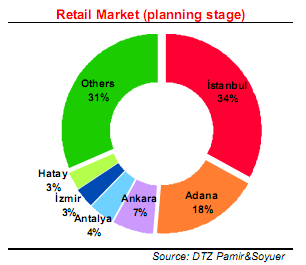 Retail Market (planning stage)
İstanbul
34%
Adana
18%
Ankara
7%
Antalya
4%
İzmir
3%
Hatay
3%
Others
31%
Source: DTZ Pamir&Soyuer